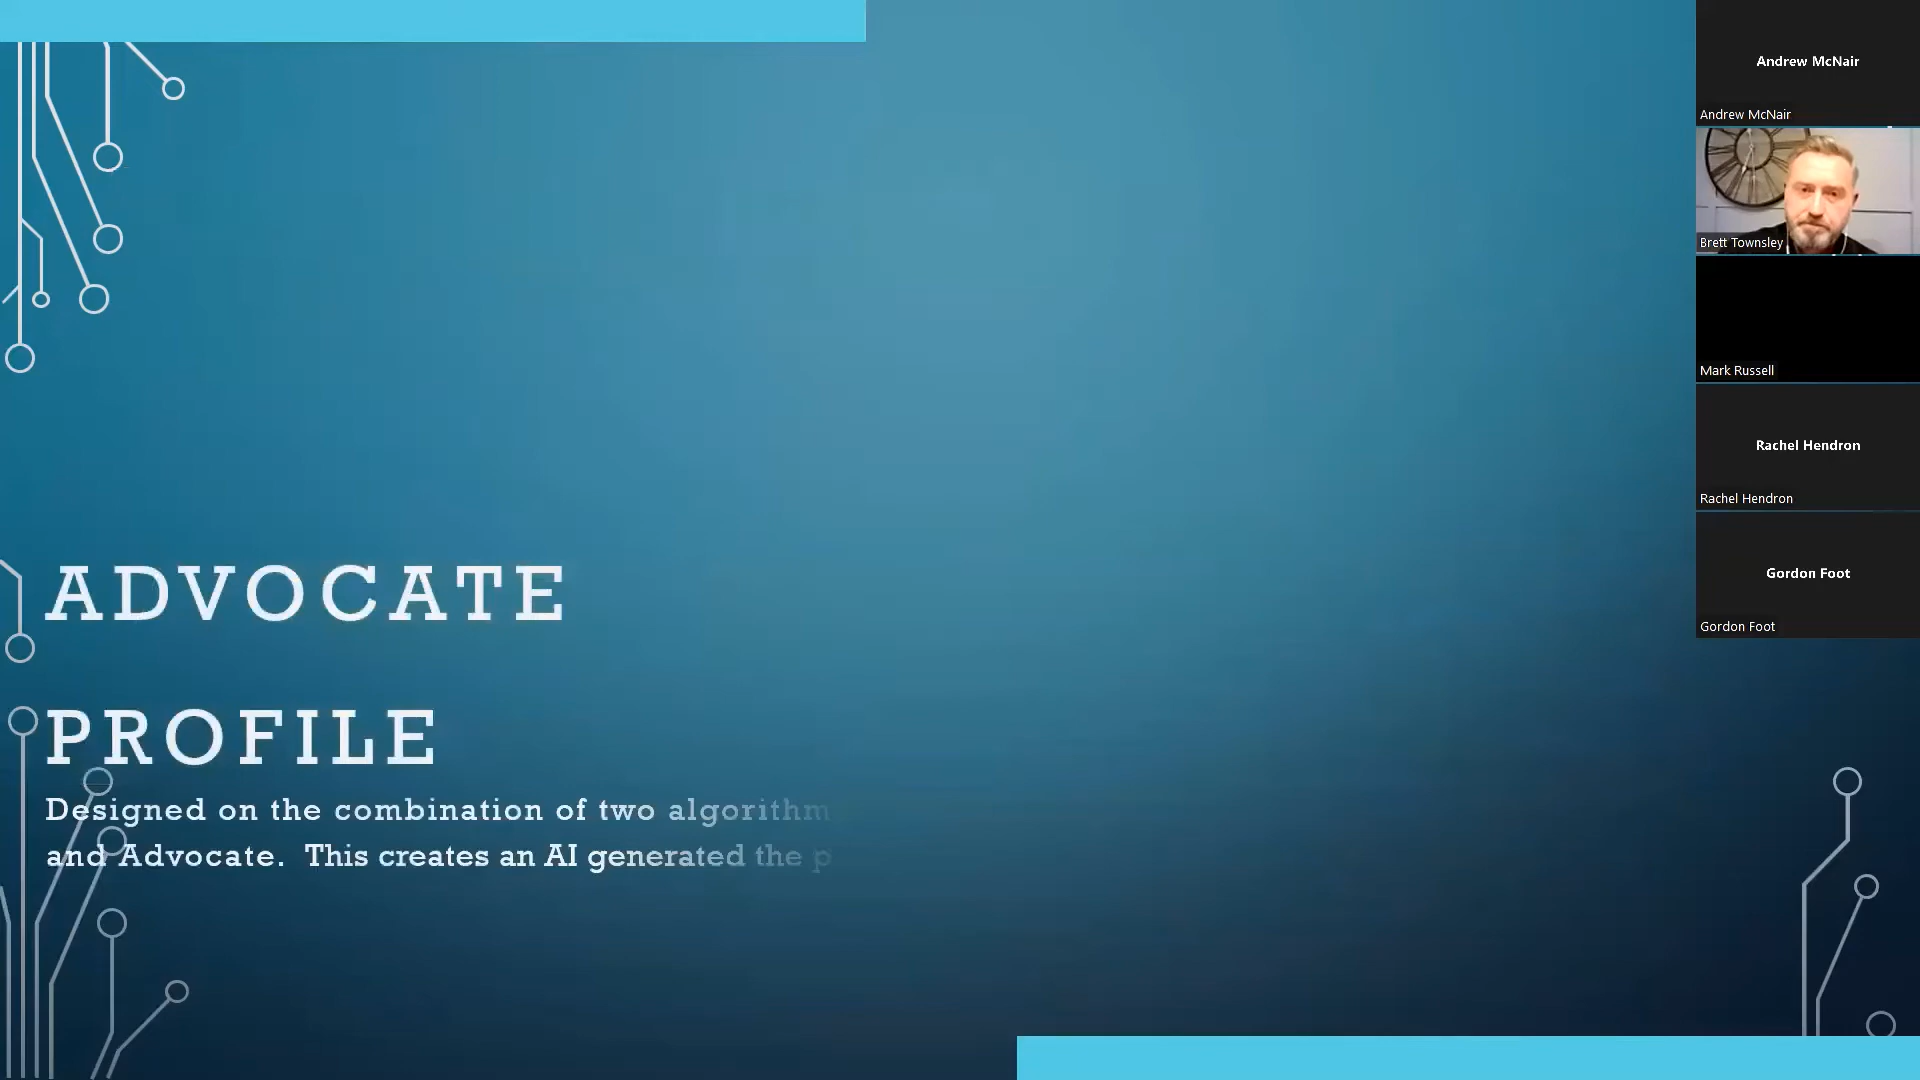 ADVOCATE
PROFILE
Designed on the combination of two algorithm
and Advocate. This creates an AI generated the
Andrew McNair
Andrew McNair
Brett Townsley
Mark Russell
Rachel Hendron
Rachel Hendron
Gordon Foot
Gordon Foot